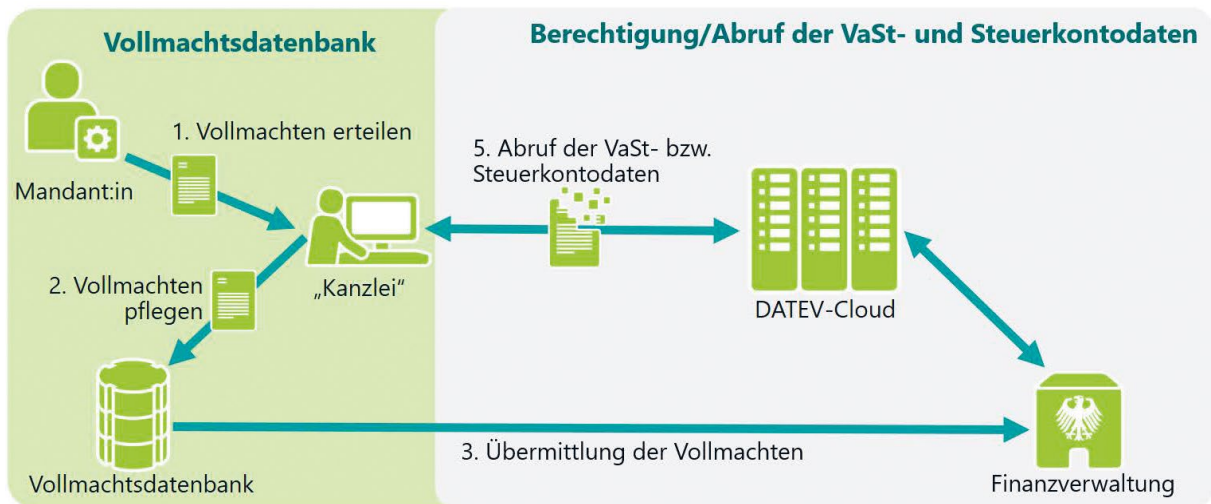 Vollmachtsdatenbank
Berechtigung/Abruf der VaSt- und Steuerkontodaten
1. Vollmachten erteilen
Mandant:in
5. Abruf der VaSt- bzw.
Steuerkontodaten
2. Vollmachten
pflegen
„Kanzlei“
DATEV-Cloud
3. Übermittlung der Vollmachten
Vollmachtsdatenbank
Finanzverwaltung